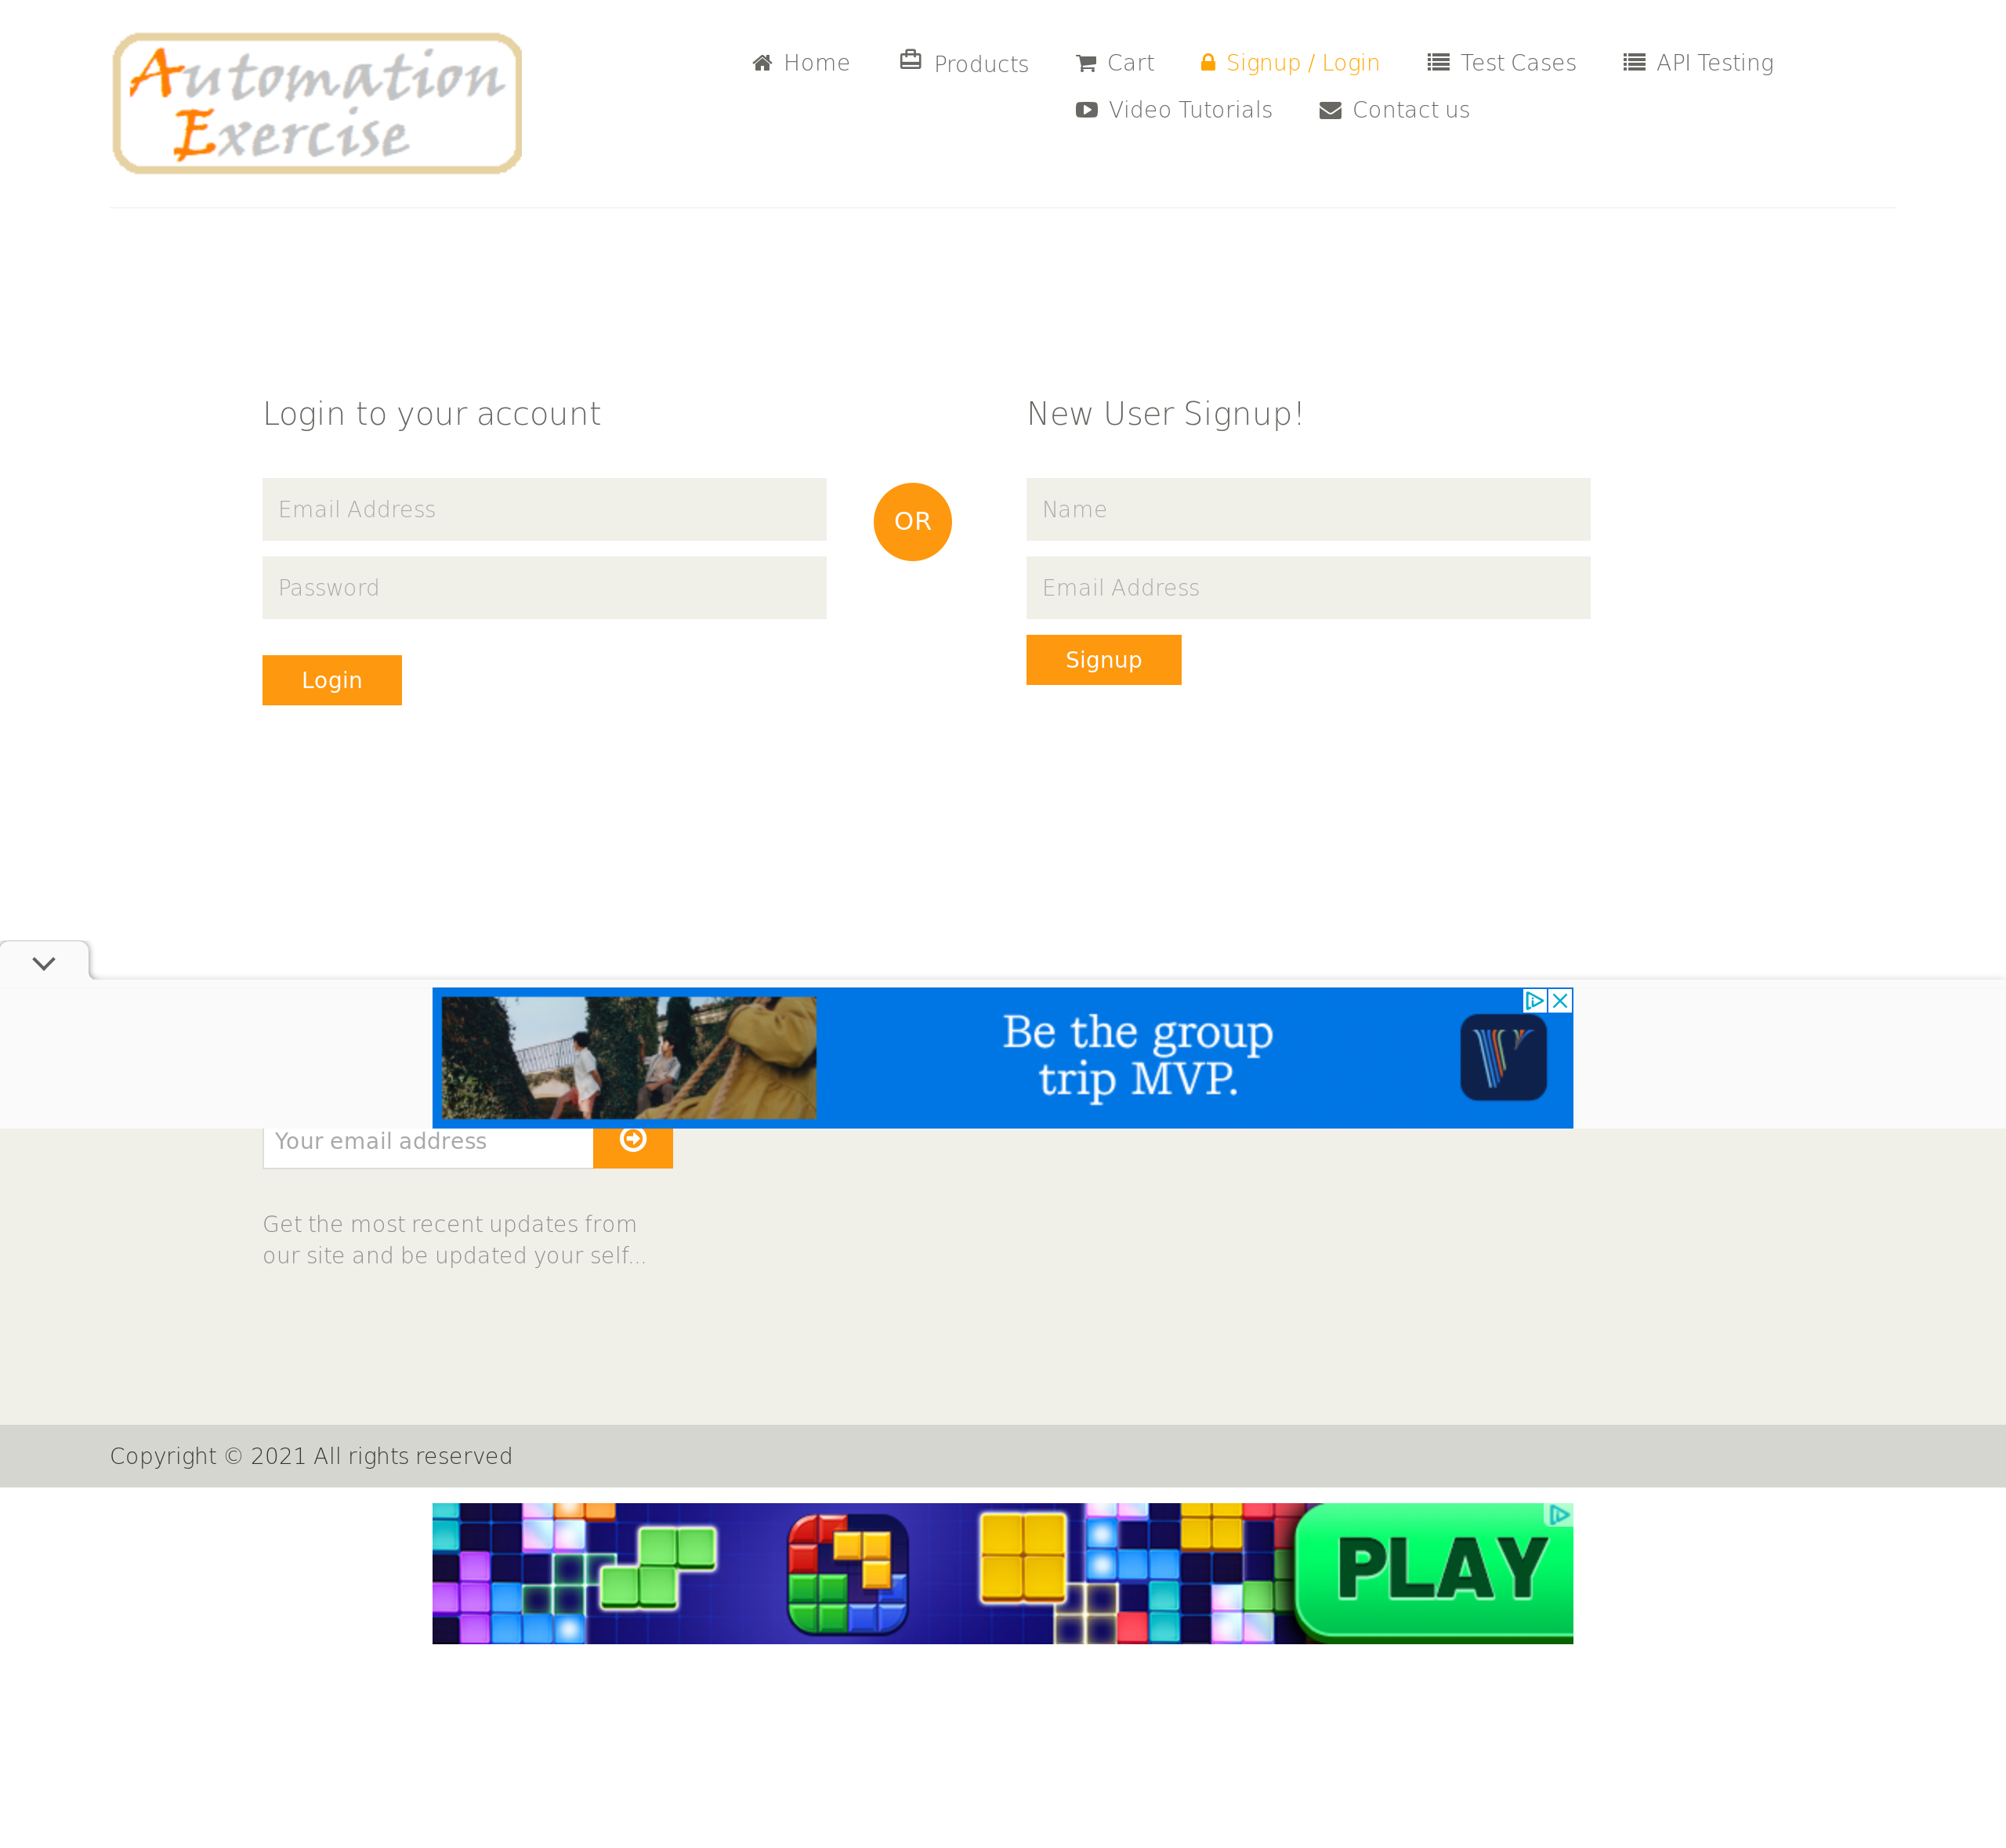 Automation
Exercise
Home
Products
Cart
Signup / Login
Test Cases
API Testing
Video Tutorials
Contact us
Login to your account
New User Signup!
Email Address
Name
OR
Password
Email Address
Signup
Login
Be the group
trip MVP.
Your email address
Get the most recent updates from
our site and be updated your self...
Copyright © 2021 All rights reserved
PLAY